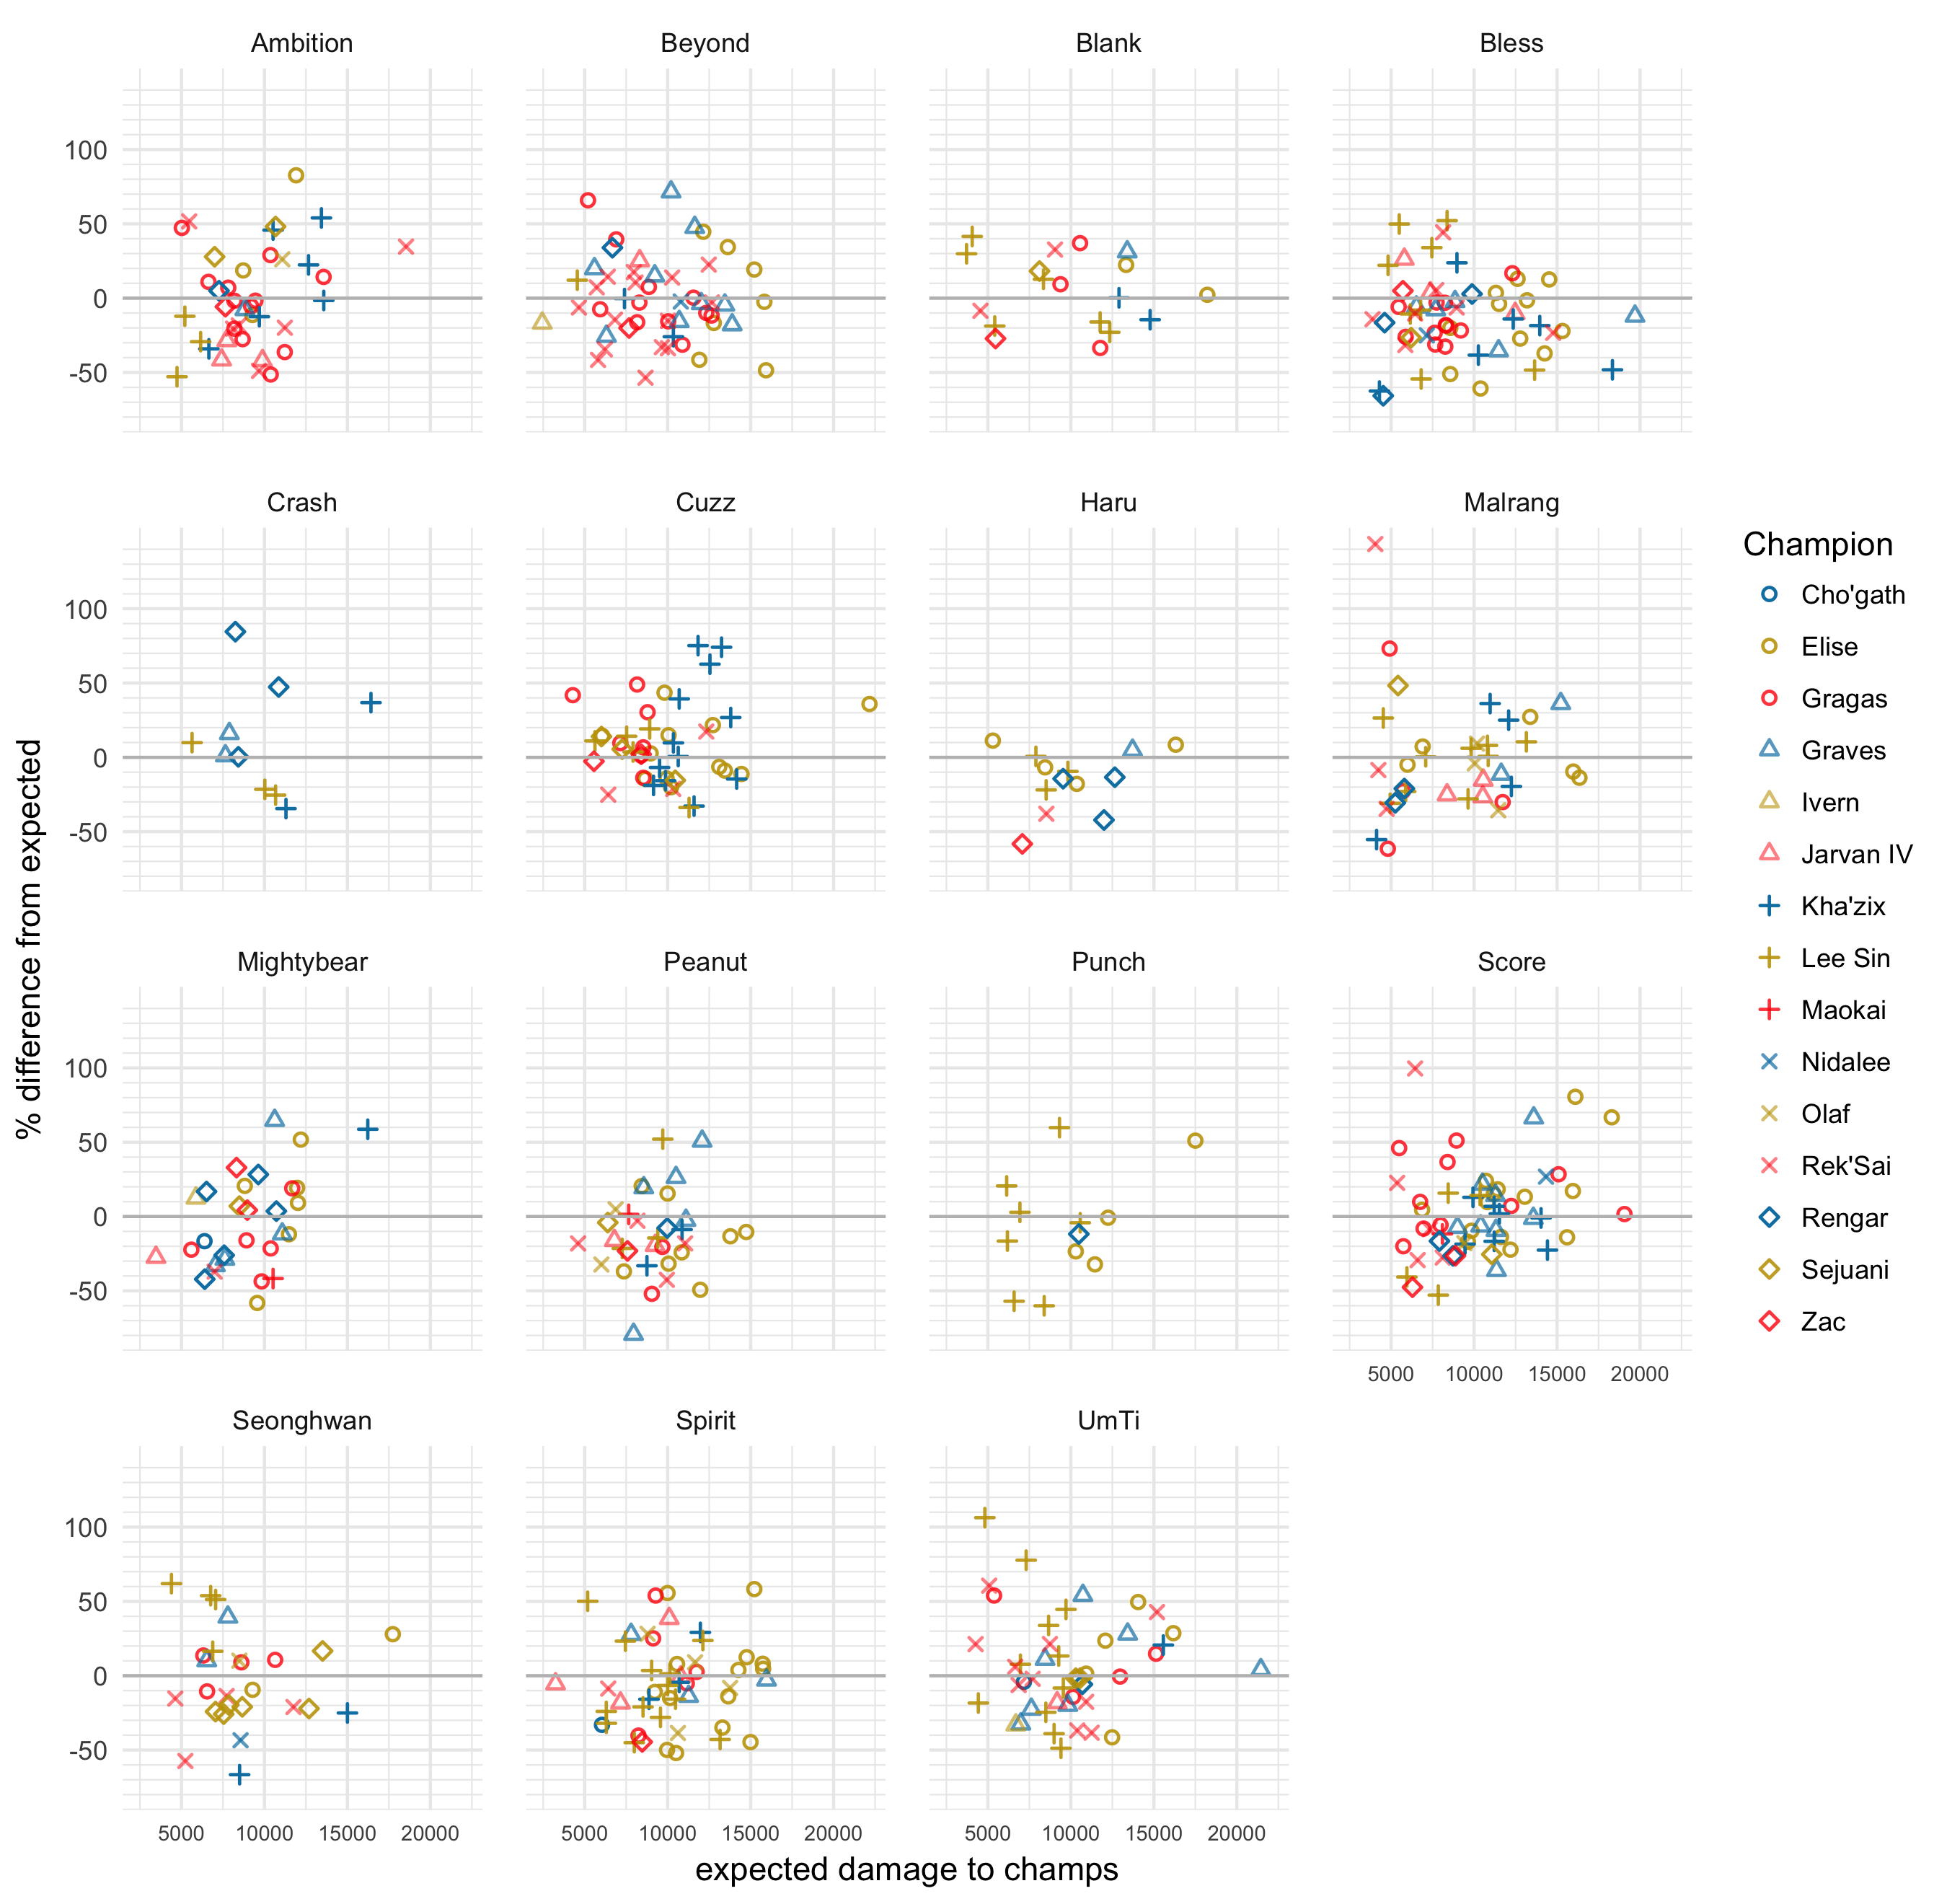 Ambition Beyond Blank Bless
100
50
0
-50
Crash Cuzz Haru Malrang
100
50
0
-50
Mightybear Peanut Punch Score
100
50
0
-50
5000 10000 15000 20000
Seonghwan Spirit UmTi
100
50
0
-50
5000 10000 15000 20000 5000 10000 15000 20000 5000 10000 15000 20000
expected damage to champs
% difference from expected
Champion
Cho'gath
Elise
Gragas
Graves
Ivern
Jarvan IV
Kha'zix
Lee Sin
Maokai
Nidalee
Olaf
Rek'Sai
Rengar
Sejuani
Zac